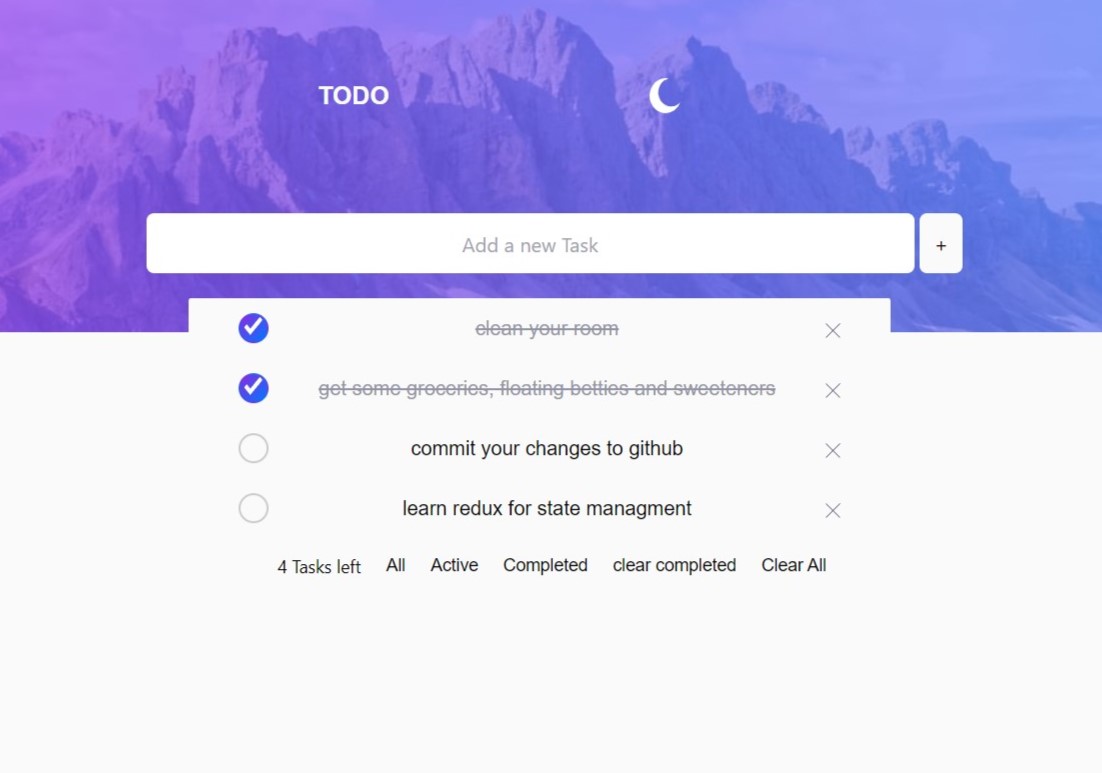 TODO
Add a new Task
+
clean your room
get some groceries, floating betties and sweeteners
commit your changes to github
learn redux for state managment
4 Tasks left All Active Completed clear completed Clear All